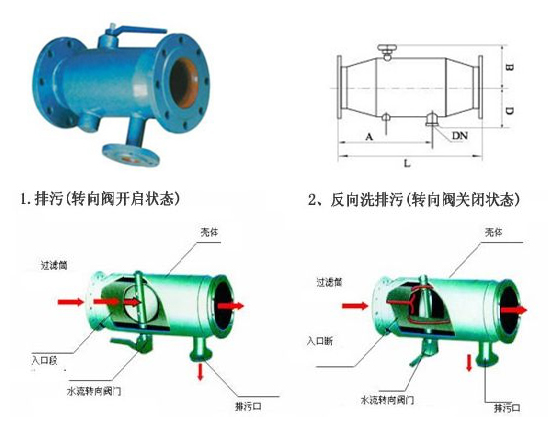 B
D
A
DN
L
1.排污(转向阀开启状态)
2、反向洗排污(转向阀关闭状态)
壳体
过滤筒
入口段
水流转向阀门
排污口
壳体
过滤筒
入口断
水流转向阀门
排污口